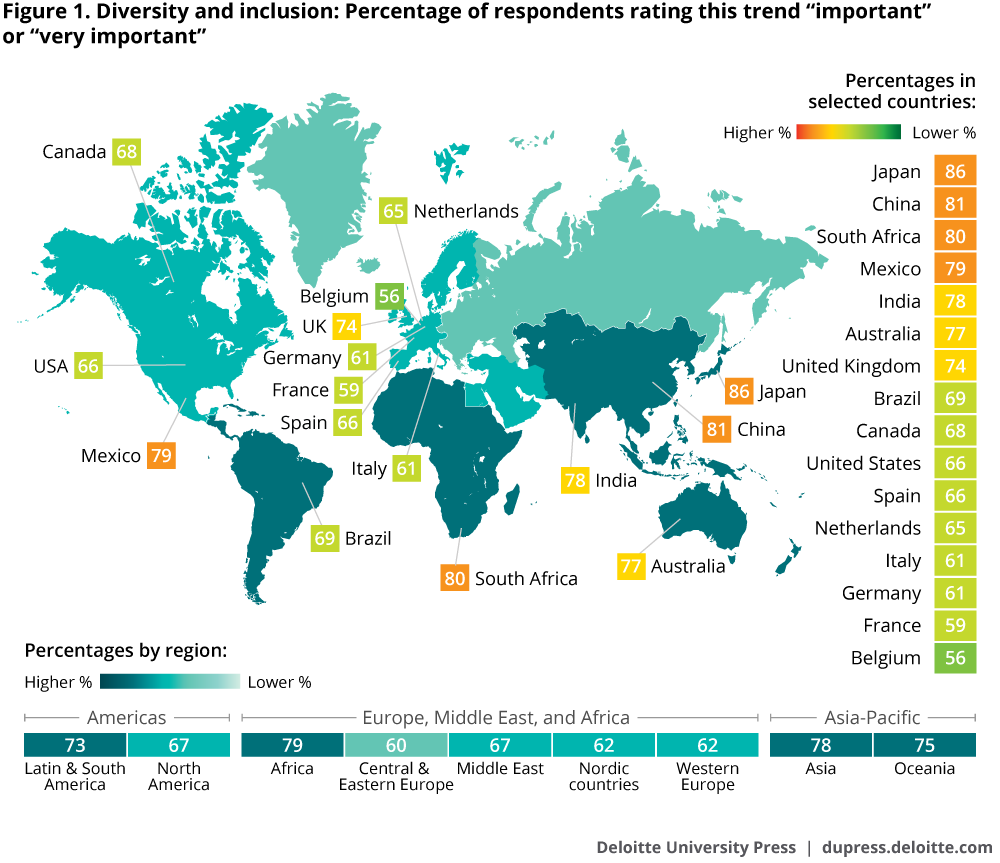 Figure 1. Diversity and inclusion: Percentage of respondents rating this trend “important”
or “very important”
Percentages in
selected countries:
Higher % Lower %
Canada 68
65 Netherlands
Belgium 56
UK 74
Germany 61
USA 66
France 59
Spain 66
Mexico 79
Italy 61
86 Japan
81 China
78 India
69 Brazil
77 Australia
80 South Africa
Japan 86
China 81
South Africa 80
Mexico 79
India 78
Australia 77
United Kingdom 74
Brazil 69
Canada 68
United States 66
Spain 66
Netherlands 65
Italy 61
Germany 61
France 59
Belgium 56
Percentages by region:
Higher % Lower %
Americas Europe, Middle East, and Africa Asia-Pacific
73 67 79 60 67 62 62 78 75
Latin & South North Africa Central & Middle East Nordic Western Asia Oceania
America America Eastern Europe countries Europe
Deloitte University Press | dupress.deloitte.com